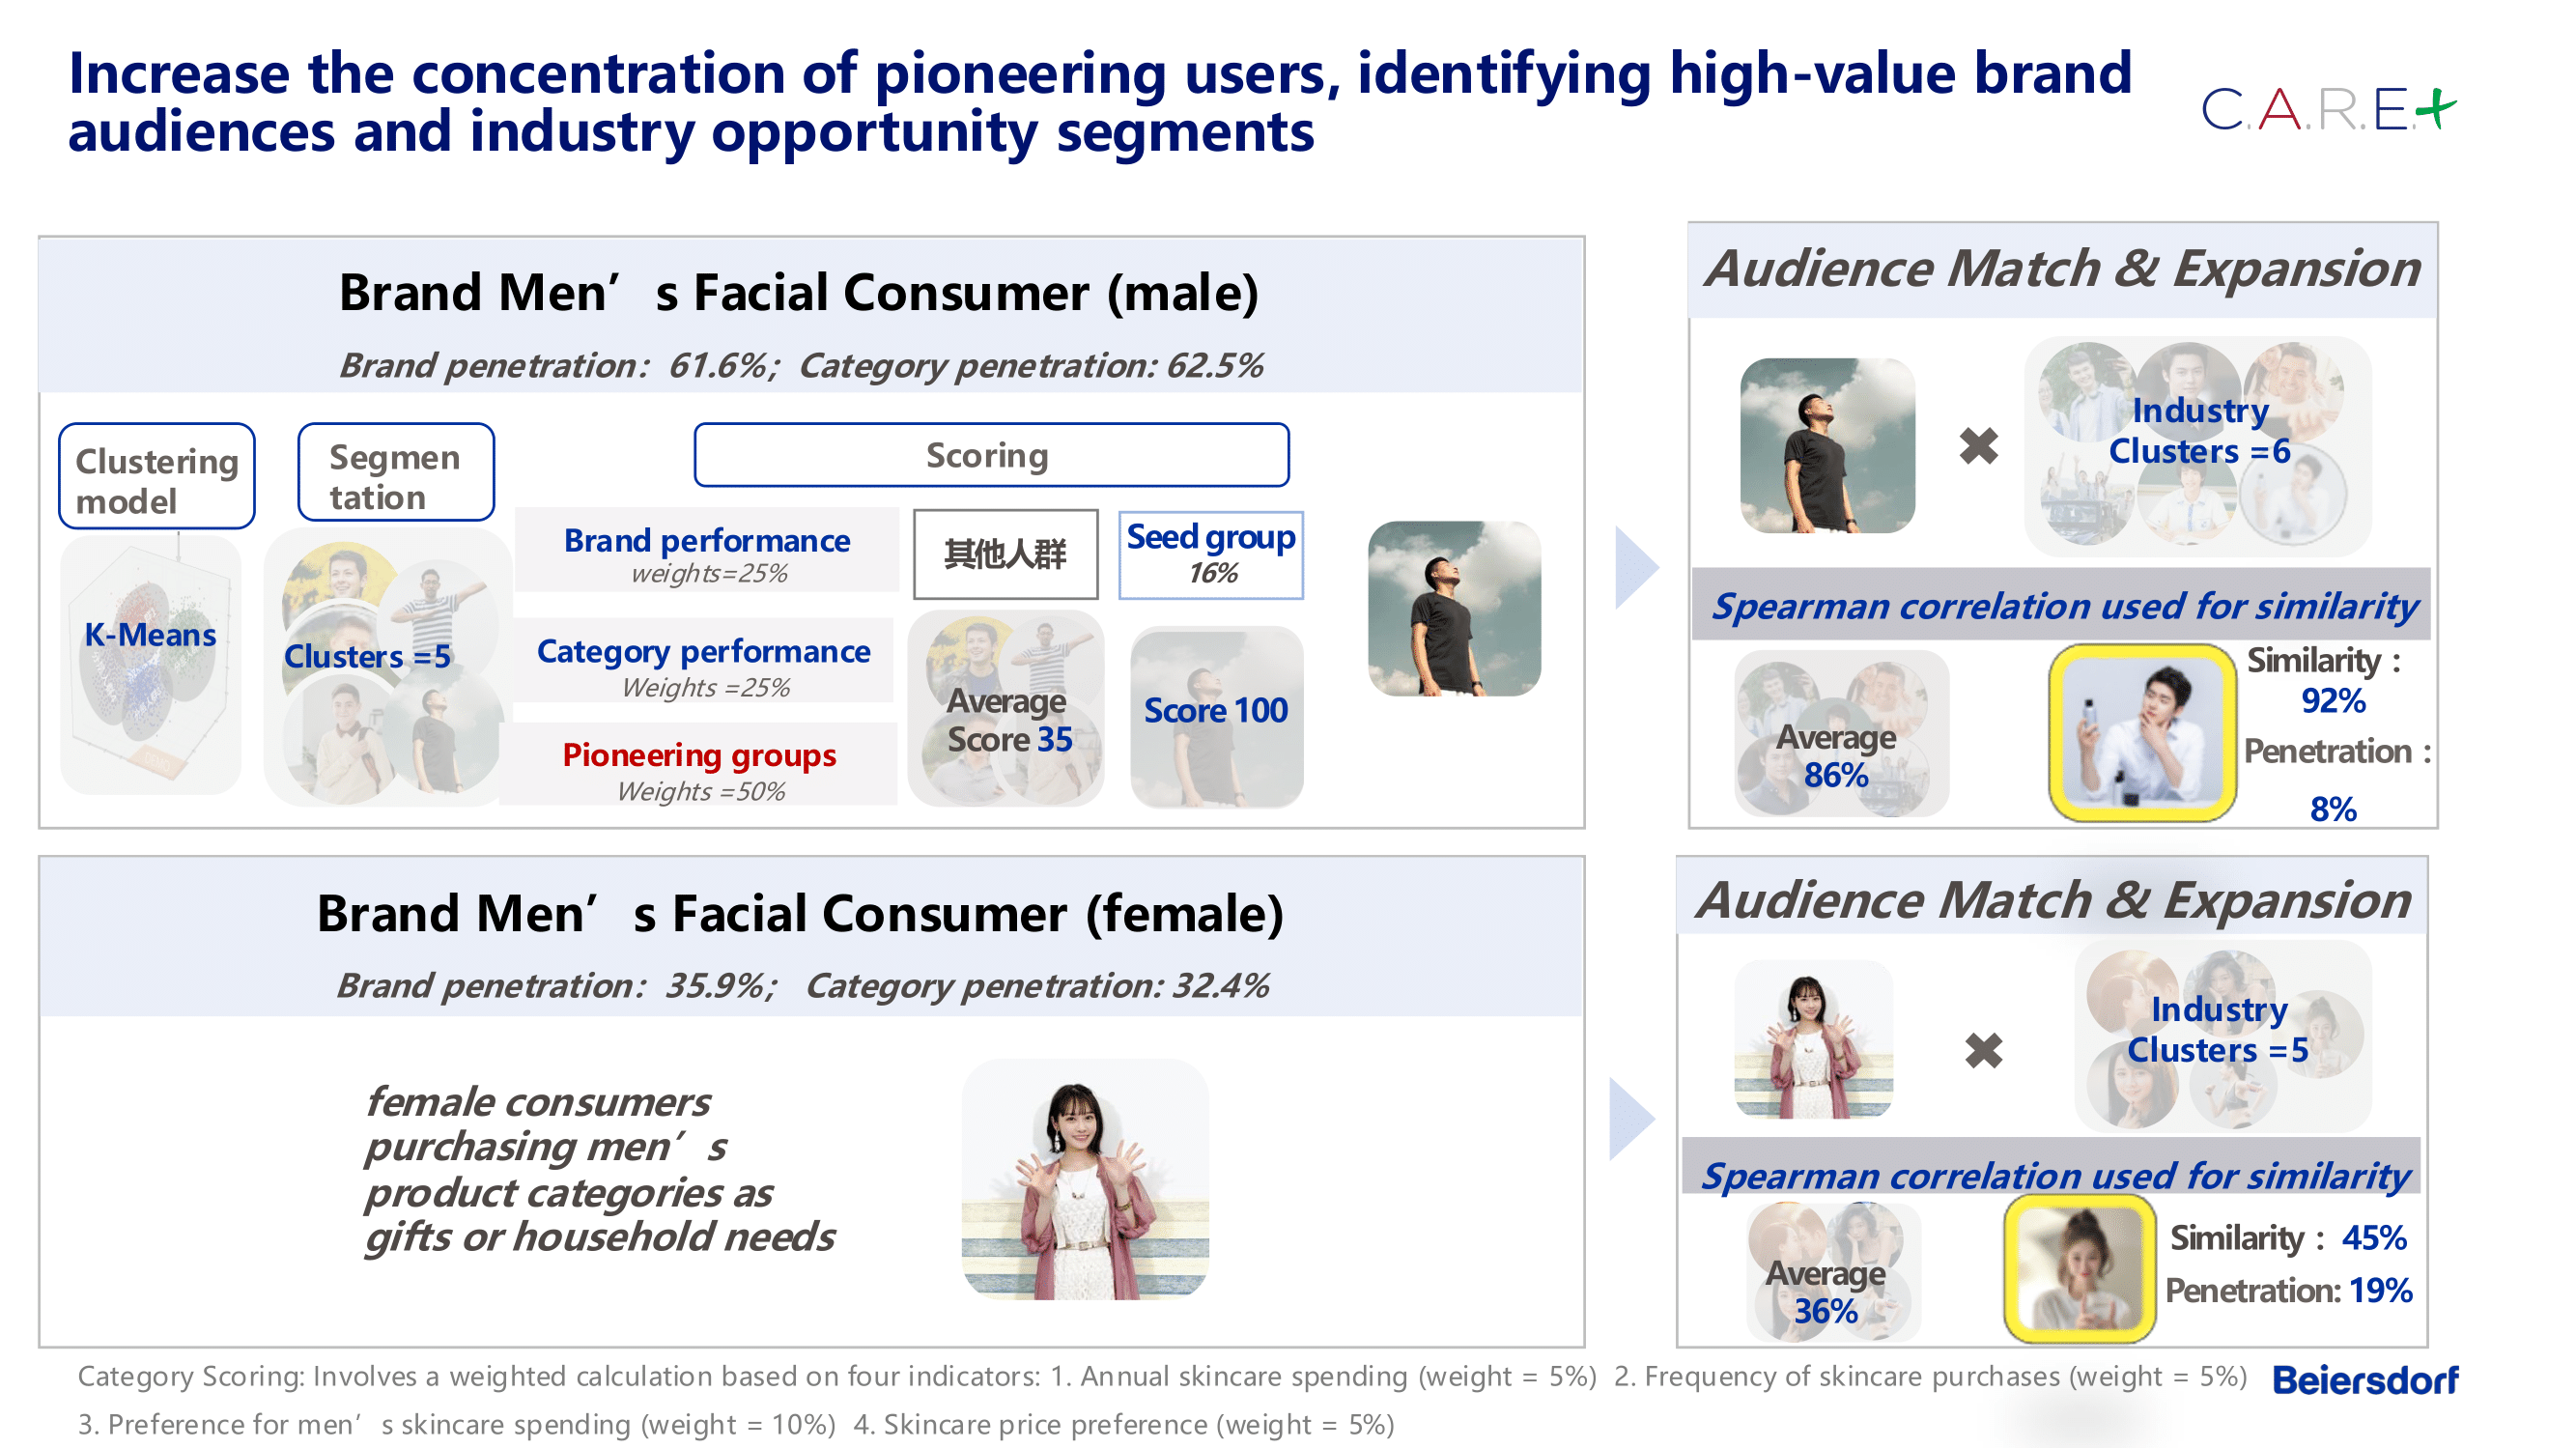 Increase the concentration of pioneering users, identifying high-value brand
audiences and industry opportunity segments
C.A.R.E.+
Brand Men’s Facial Consumer (male)
Brand penetration: 61.6%; Category penetration: 62.5%
Clustering
model
Segmen
tation
Scoring
K-Means
Clusters =5
Brand performance
weights=25%
Category performance
Weights =25%
Pioneering groups
Weights =50%
其他人群
Seed group
16%
Average
Score 35
Score 100
Audience Match & Expansion
Industry
Clusters =6
Spearman correlation used for similarity
Average
86%
Similarity :
92%
Penetration :
8%
Brand Men’s Facial Consumer (female)
Brand penetration: 35.9%; Category penetration: 32.4%
female consumers
purchasing men’s
product categories as
gifts or household needs
Audience Match & Expansion
Industry
Clusters =5
Spearman correlation used for similarity
Average
36%
Similarity : 45%
Penetration: 19%
Category Scoring: Involves a weighted calculation based on four indicators: 1. Annual skincare spending (weight = 5%) 2. Frequency of skincare purchases (weight = 5%)
3. Preference for men’s skincare spending (weight = 10%) 4. Skincare price preference (weight = 5%)
Beiersdorf